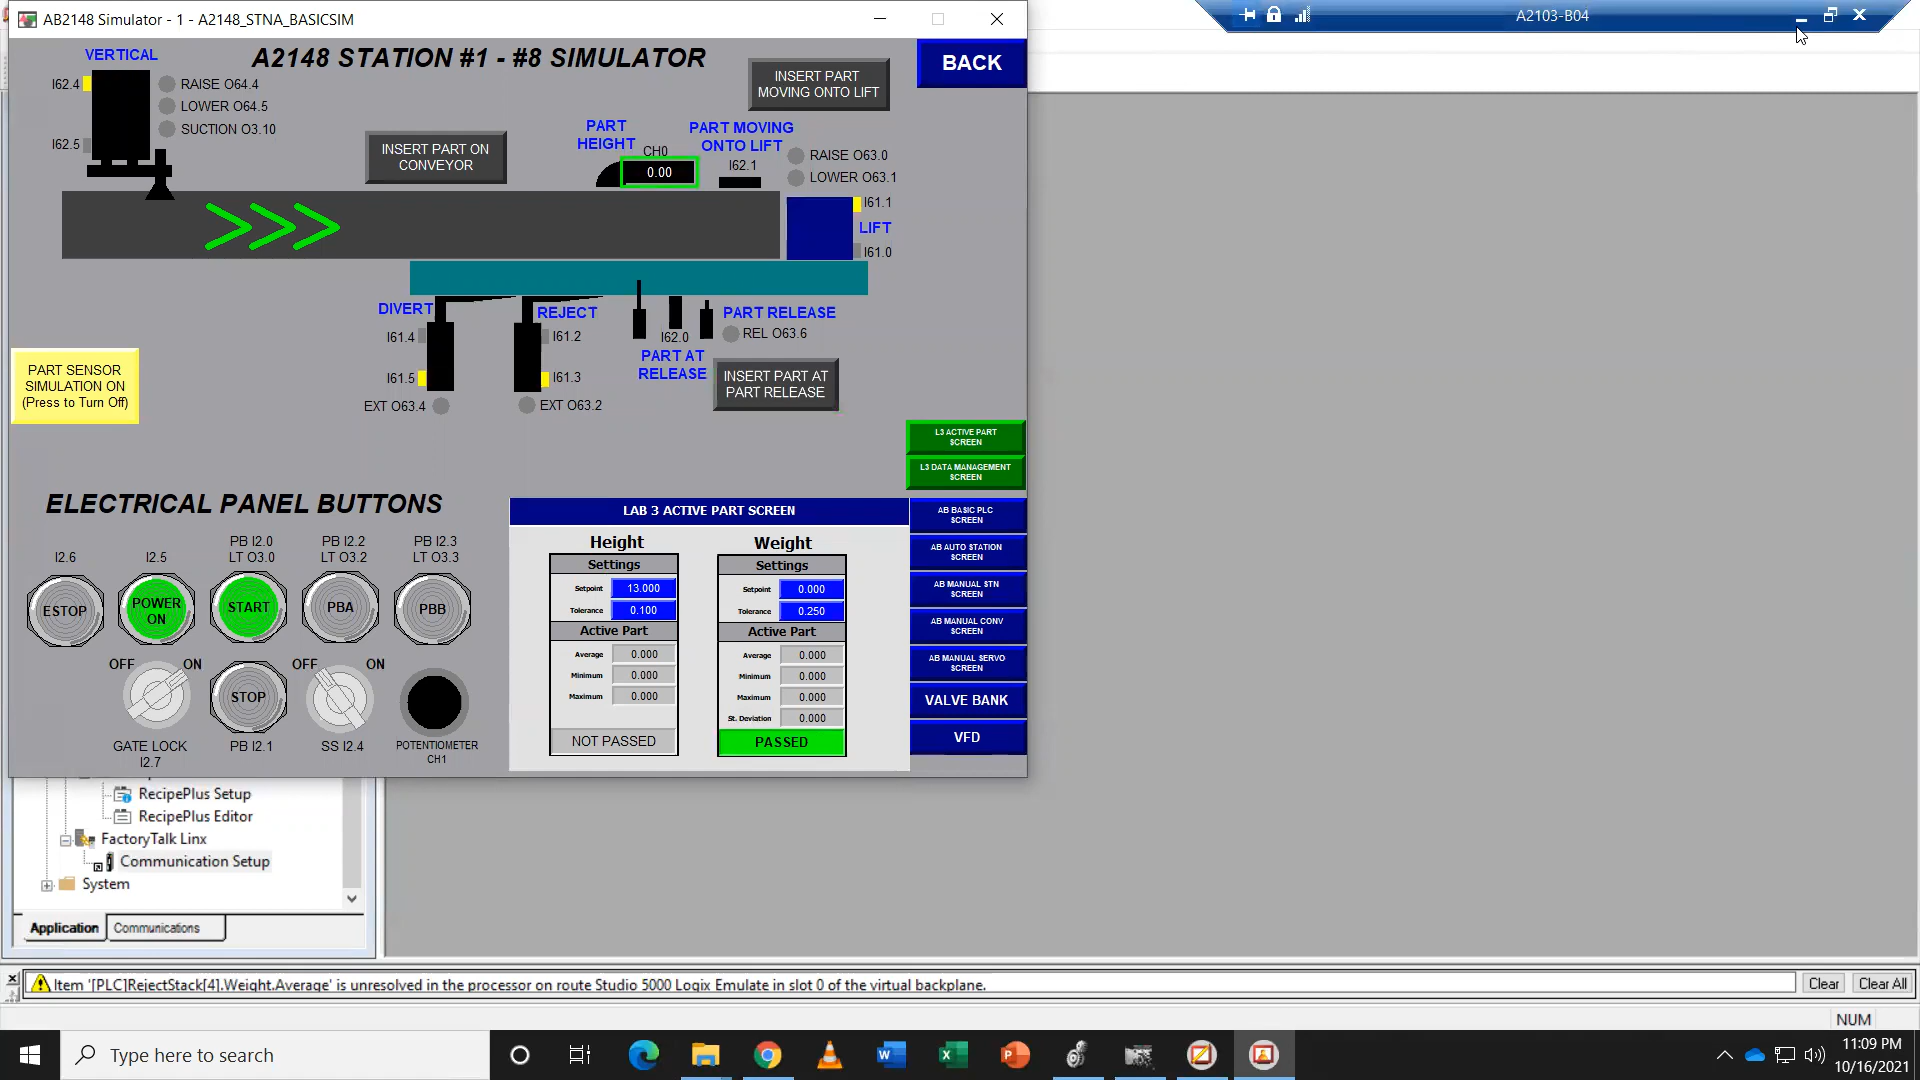 AB2148 Simulator - 1 - A2148_STNA_BASICSIM
A2103-B04
VERTICAL
A2148 STATION #1 - #8 SIMULATOR
BACK
I62.4
RAISE O64.4
LOWER O64.5
SUCTION O3.10
I62.5
INSERT PART
MOVING ONTO LIFT
INSERT PART ON
CONVEYOR
PART
HEIGHT
CH0
0.00
PART MOVING
ONTO LIFT
I62.1
RAISE O63.0
LOWER O63.1
I61.1
LIFT
I61.0
DIVERT
I61.4
I61.5
EXT O63.4
REJECT
I61.2
I61.3
EXT O63.2
I62.0
PART AT
RELEASE
PART RELEASE
REL O63.6
INSERT PART AT
PART RELEASE
PART SENSOR
SIMULATION ON
(Press to Turn Off)
L3 ACTIVE PART
SCREEN
L3 DATA MANAGEMENT
SCREEN
ELECTRICAL PANEL BUTTONS
I2.6
I2.5
PB I2.0
LT O3.0
PB I2.2
LT O3.2
PB I2.3
LT O3.3
ESTOP
POWER
ON
START
PBA
PBB
OFF
ON
OFF
ON
STOP
GATE LOCK
I2.7
PB I2.1
SS I2.4
POTENTIOMETER
CH1
LAB 3 ACTIVE PART SCREEN
Height
Settings
Setpoint 13.000
Tolerance 0.100
Active Part
Average 0.000
Minimum 0.000
Maximum 0.000
NOT PASSED
Weight
Settings
Setpoint 0.000
Tolerance 0.250
Active Part
Average 0.000
Minimum 0.000
Maximum 0.000
St. Deviation 0.000
PASSED
AB BASIC PLC
SCREEN
AB AUTO STATION
SCREEN
AB MANUAL STN
SCREEN
AB MANUAL CONV
SCREEN
AB MANUAL SERVO
SCREEN
VALVE BANK
VFD
RecipePlus Setup
RecipePlus Editor
FactoryTalk Linx
Communication Setup
System
Application
Communications
Item '[PLC]RejectStack[4].Weight.Average' is unresolved in the processor on route Studio 5000 Logix Emulate in slot 0 of the virtual backplane.
Clear
Clear All
NUM
Type here to search
11:09 PM
10/16/2021